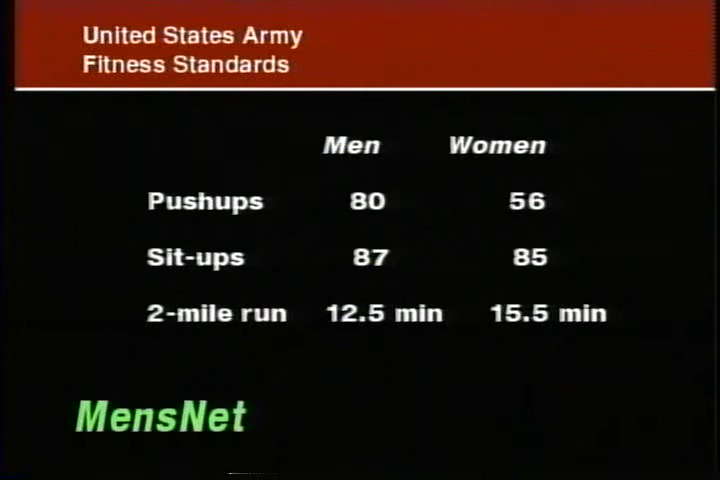 United States Army
Fitness Standards
Men Women
Pushups 80 56
Sit-ups 87 85
2-mile run 12.5 min 15.5 min
MensNet